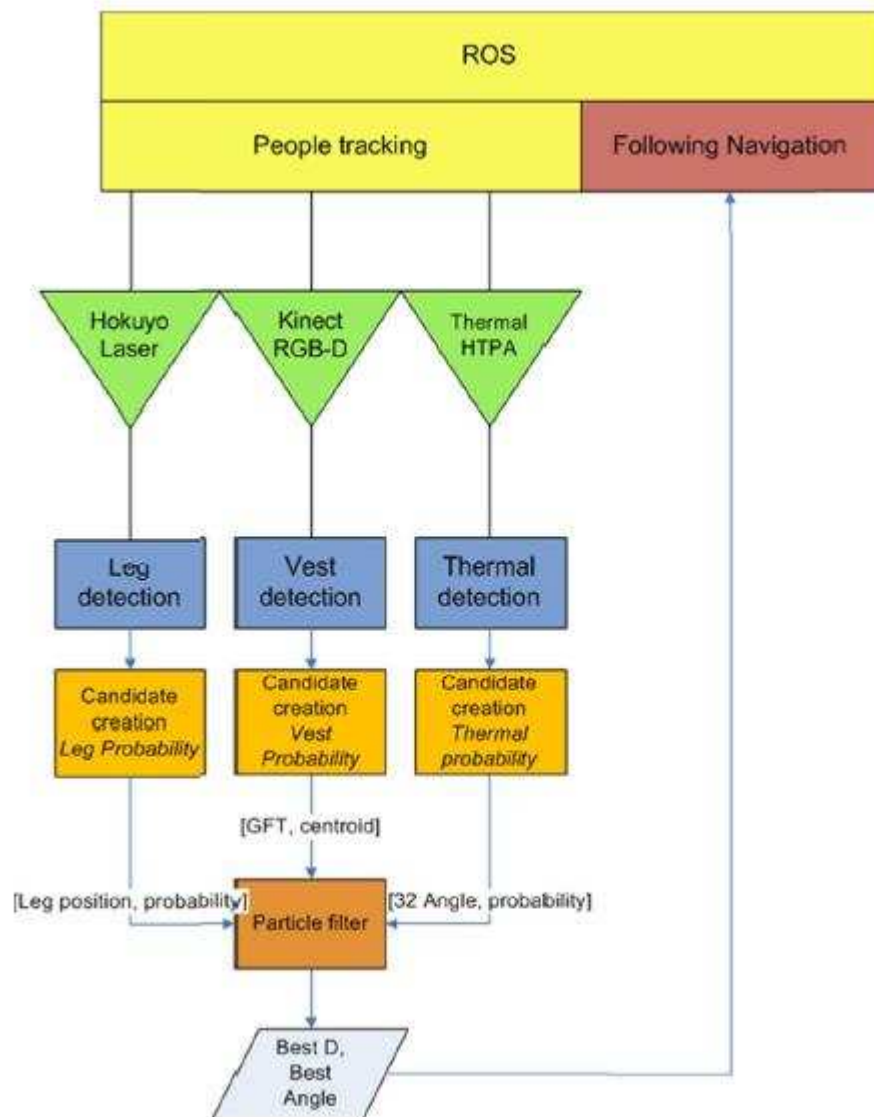 ROS
People tracking
Following Navigation
Hokuyo
Laser
Kinect
RGB-D
Thermal
HTPA
Leg
detection
Vest
detection
Thermal
detection
Candidate
creation
Leg Probability
Candidate
creation
Vest
Probability
Candidate
creation
Thermal
probability
[GFT, centroid]
[Leg position, probability]
[32 Angle, probability]
Particle filter
Best D,
Best
Angle